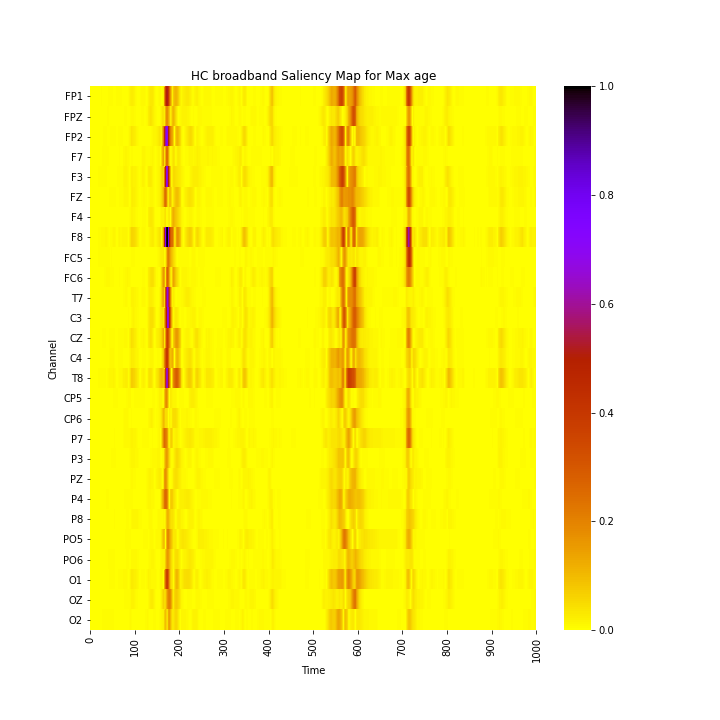 HC broadband Saliency Map for Max age
Channel
FP1
FPZ
FP2
F7
F3
FZ
F4
F8
FC5
FC6
T7
C3
CZ
C4
T8
CP5
CP6
P7
P3
PZ
P4
P8
PO5
PO6
O1
OZ
O2
0 100 200 300 400 500 600 700 800 900 1000
Time
1.0
0.8
0.6
0.4
0.2
0.0